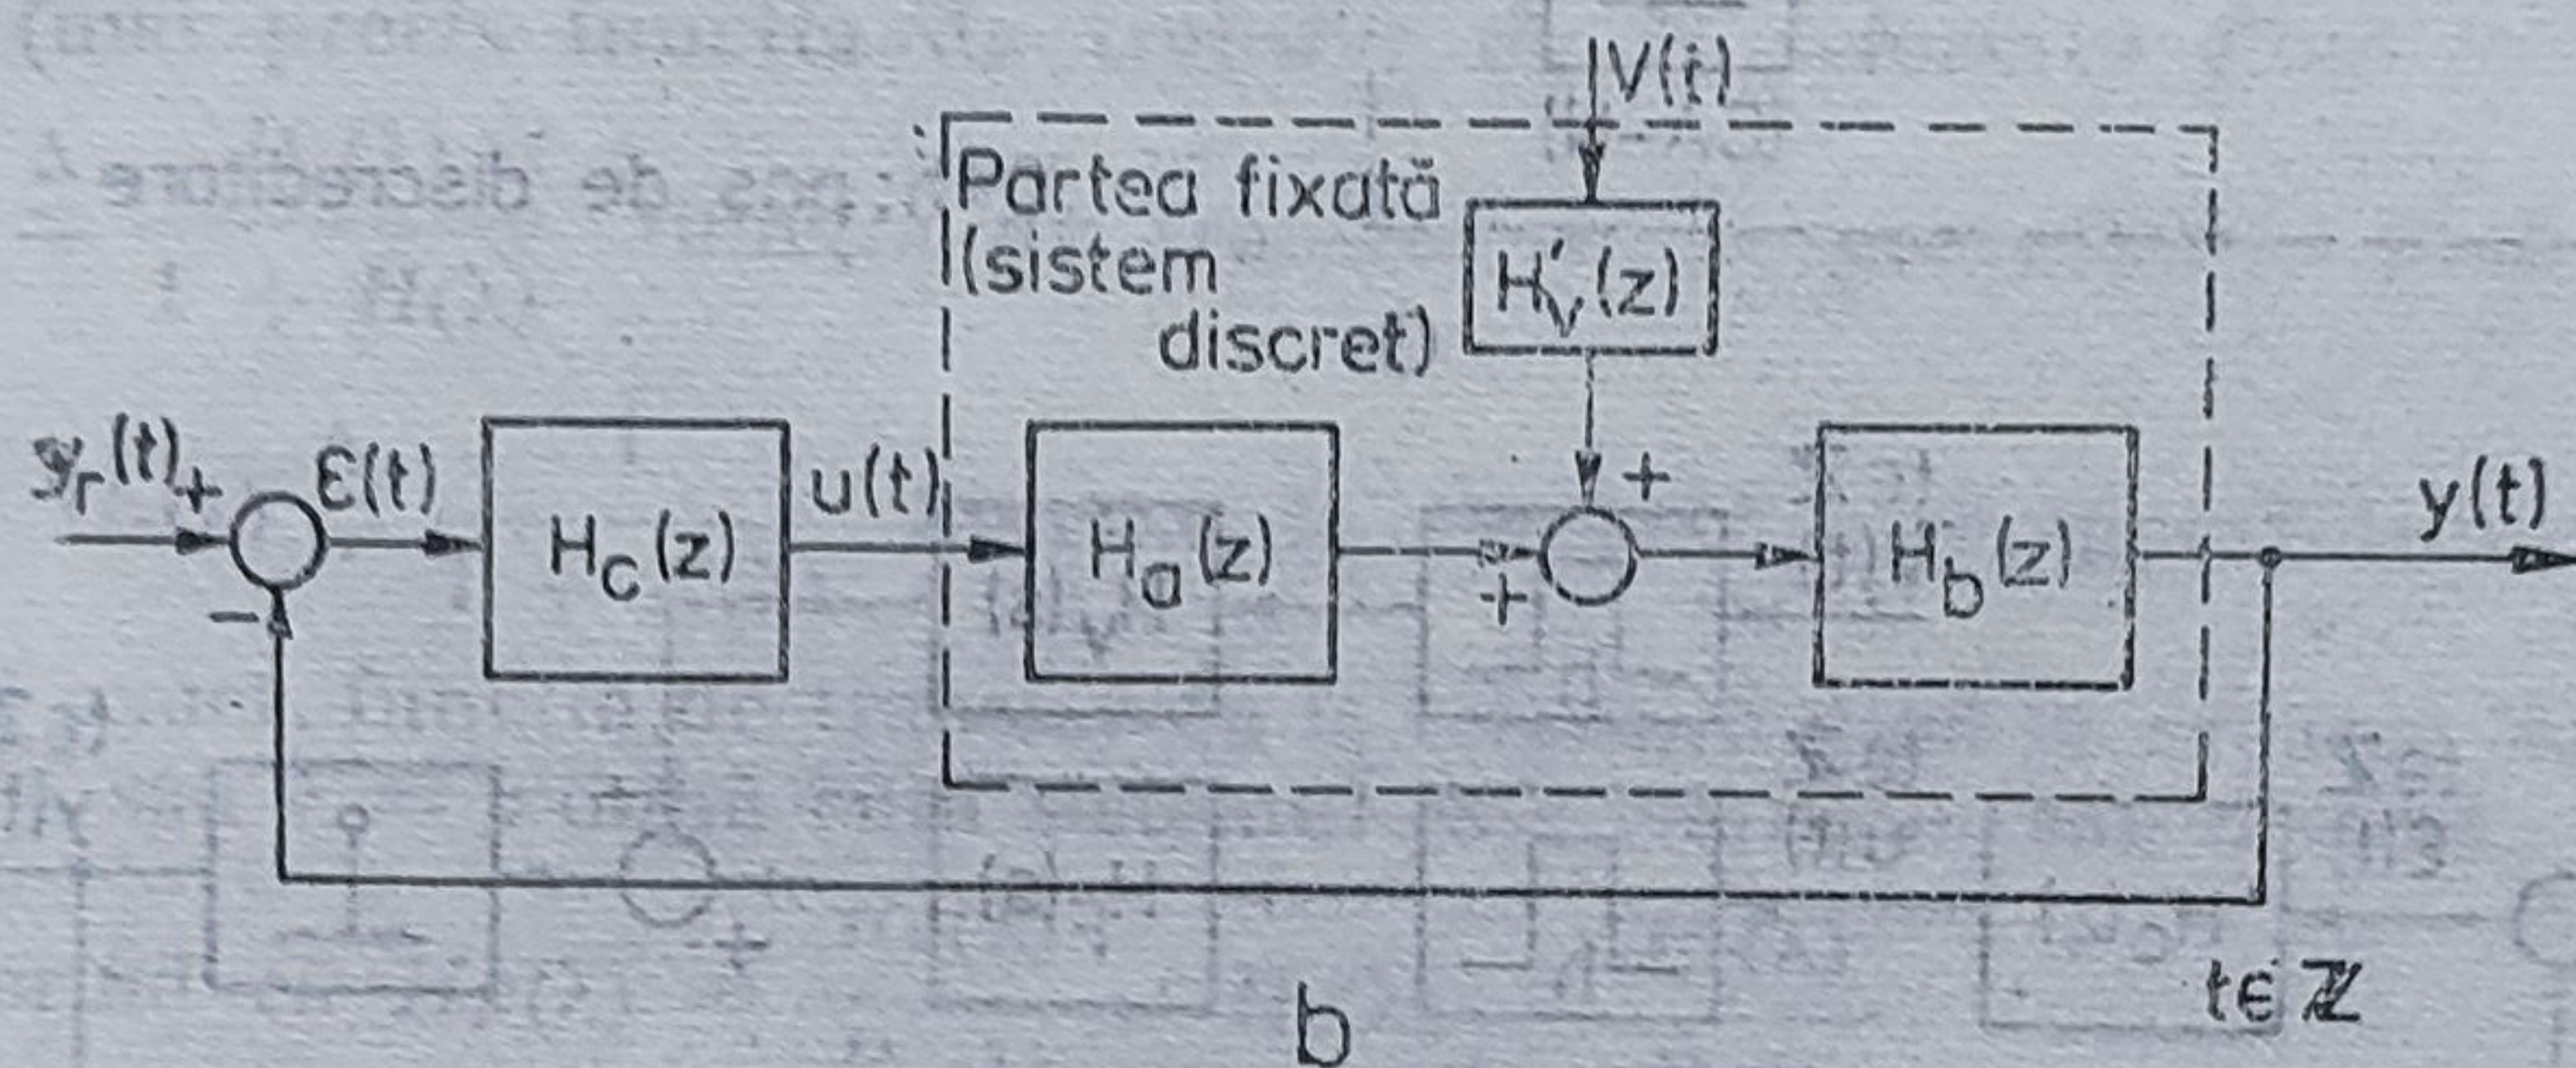 V(t)
Partea fixată
(sistem
discret)
H'v(z)
yr(t) + ε(t) Hc(z) u(t) Ha(z) + + Hb(z) y(t)
-
t∈ℤ
b